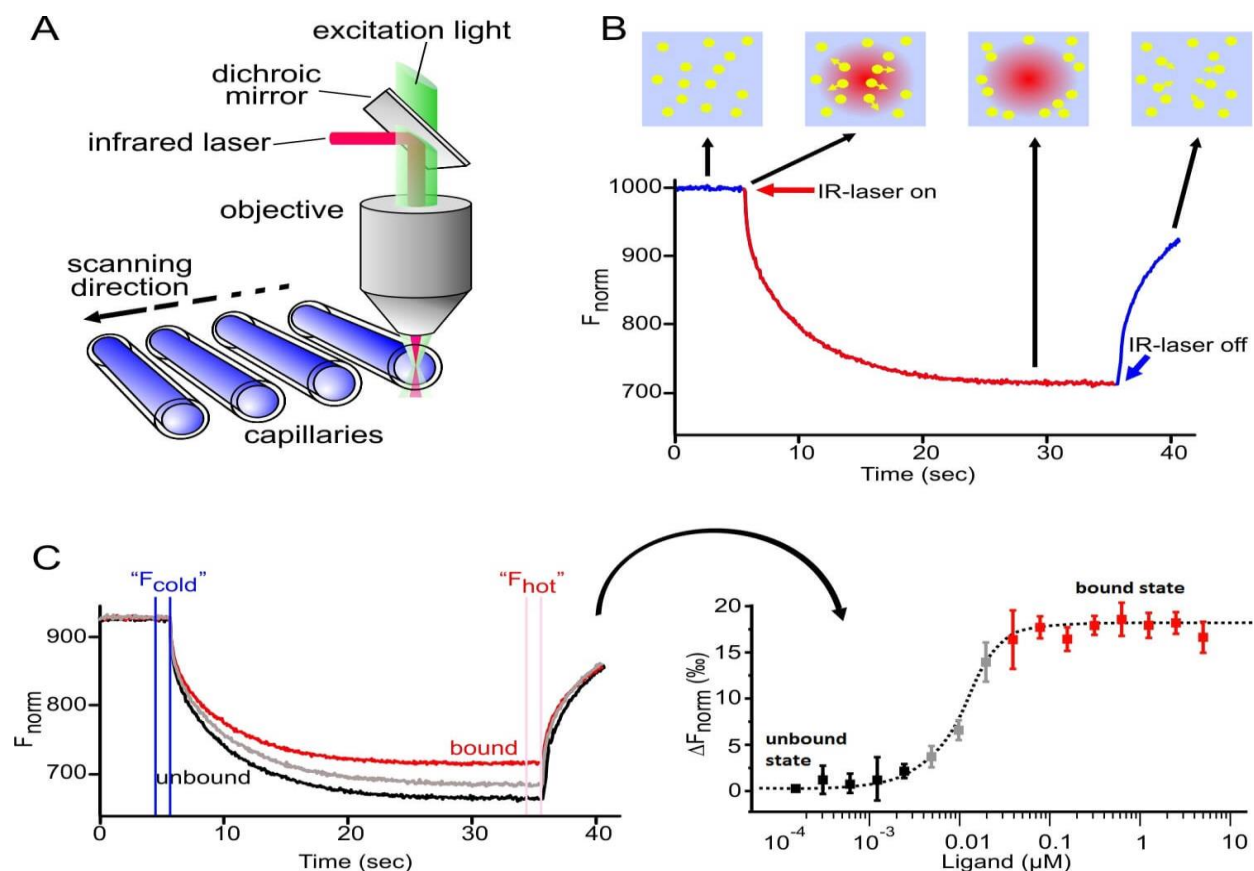 A
excitation light
dichroic
mirror
infrared laser
objective
scanning
direction
capillaries
B
1000
900
800
700
F norm
IR-laser on
IR-laser off
0
10
20
30
40
Time (sec)
C
“F cold”
“F hot”
900
800
700
F norm
bound
unbound
0
10
20
30
40
Time (sec)
20
15
10
5
0
ΔF norm (‰)
bound state
unbound
state
10⁻⁴
10⁻³
0.01
0.1
1
10
Ligand (µM)